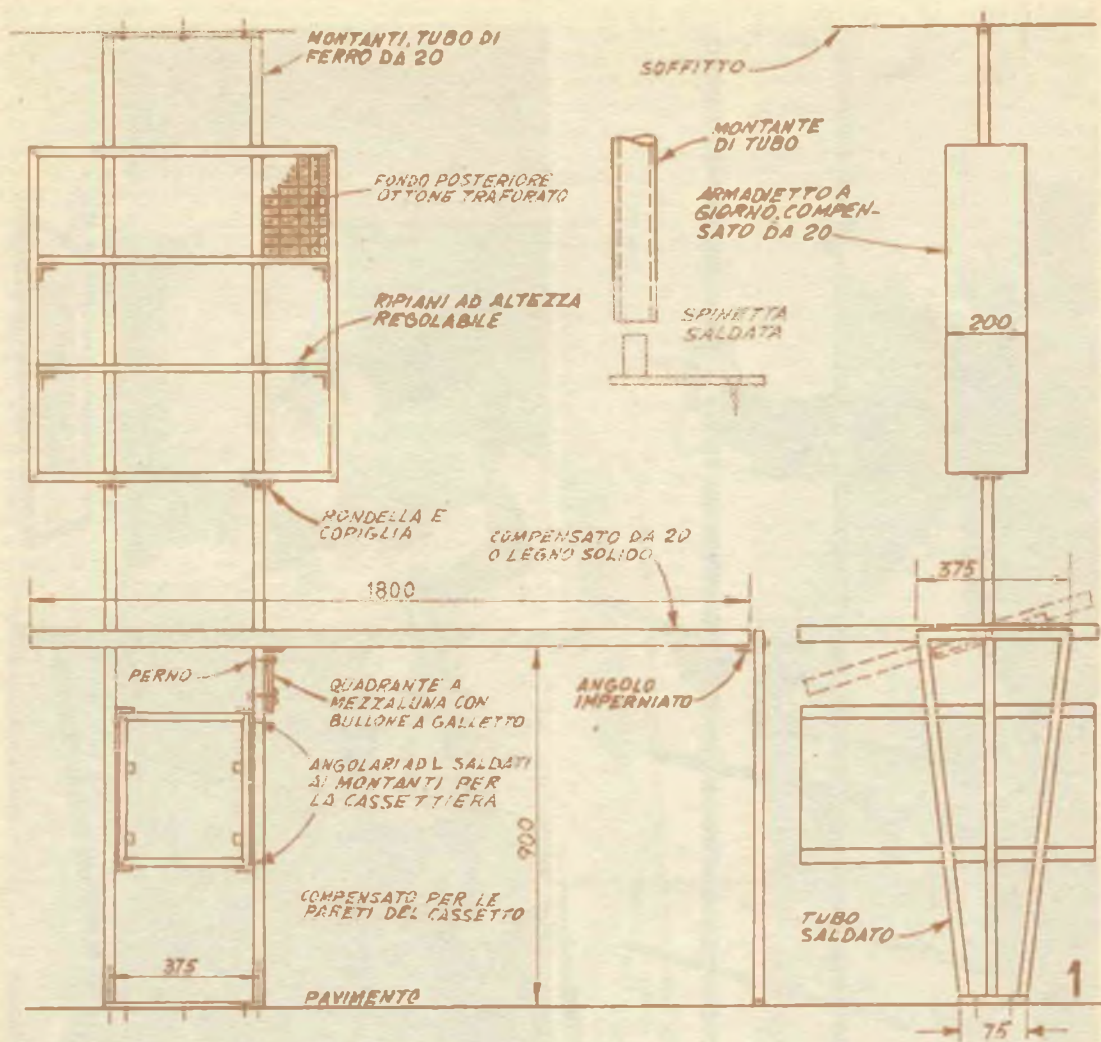 MONTANTI, TUBO DI
FERRO DA 20
SOFFITTO
MONTANTE
DI TUBO
FONDO POSTERIORE
OTTONE TRAFORATO
ARMADIETTO A
GIORNO, COMPEN-
SATO DA 20
RIPIANI AD ALTEZZA
REGOLABILE
SPINETTA
SALDATA
200
RONDELLA E
COPIGLIA
COMPENSATO DA 20
O LEGNO SOLIDO
375
1800
PERNO
QUADRANTE A
MEZZALUNA CON
BULLONE A GALLETTO
ANGOLO
IMPERNIATO
ANGOLARI AD L SALDATI
AI MONTANTI PER
LA CASSETTIERA
900
COMPENSATO PER LE
PARETI DEL CASSETTO
TUBO
SALDATO
375
PAVIMENTO
1
75